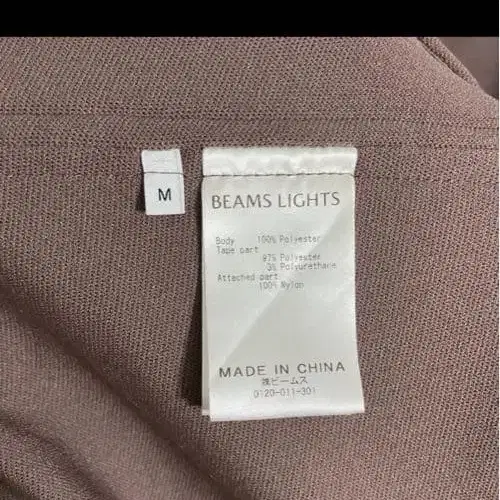 M
BEAMS LIGHTS
Body 100% Polyester
Tape part
97% Polyester
3% Polyurethane
Attached part
100% Nylon
MADE IN CHINA
㈱ビームス
0120-011-301